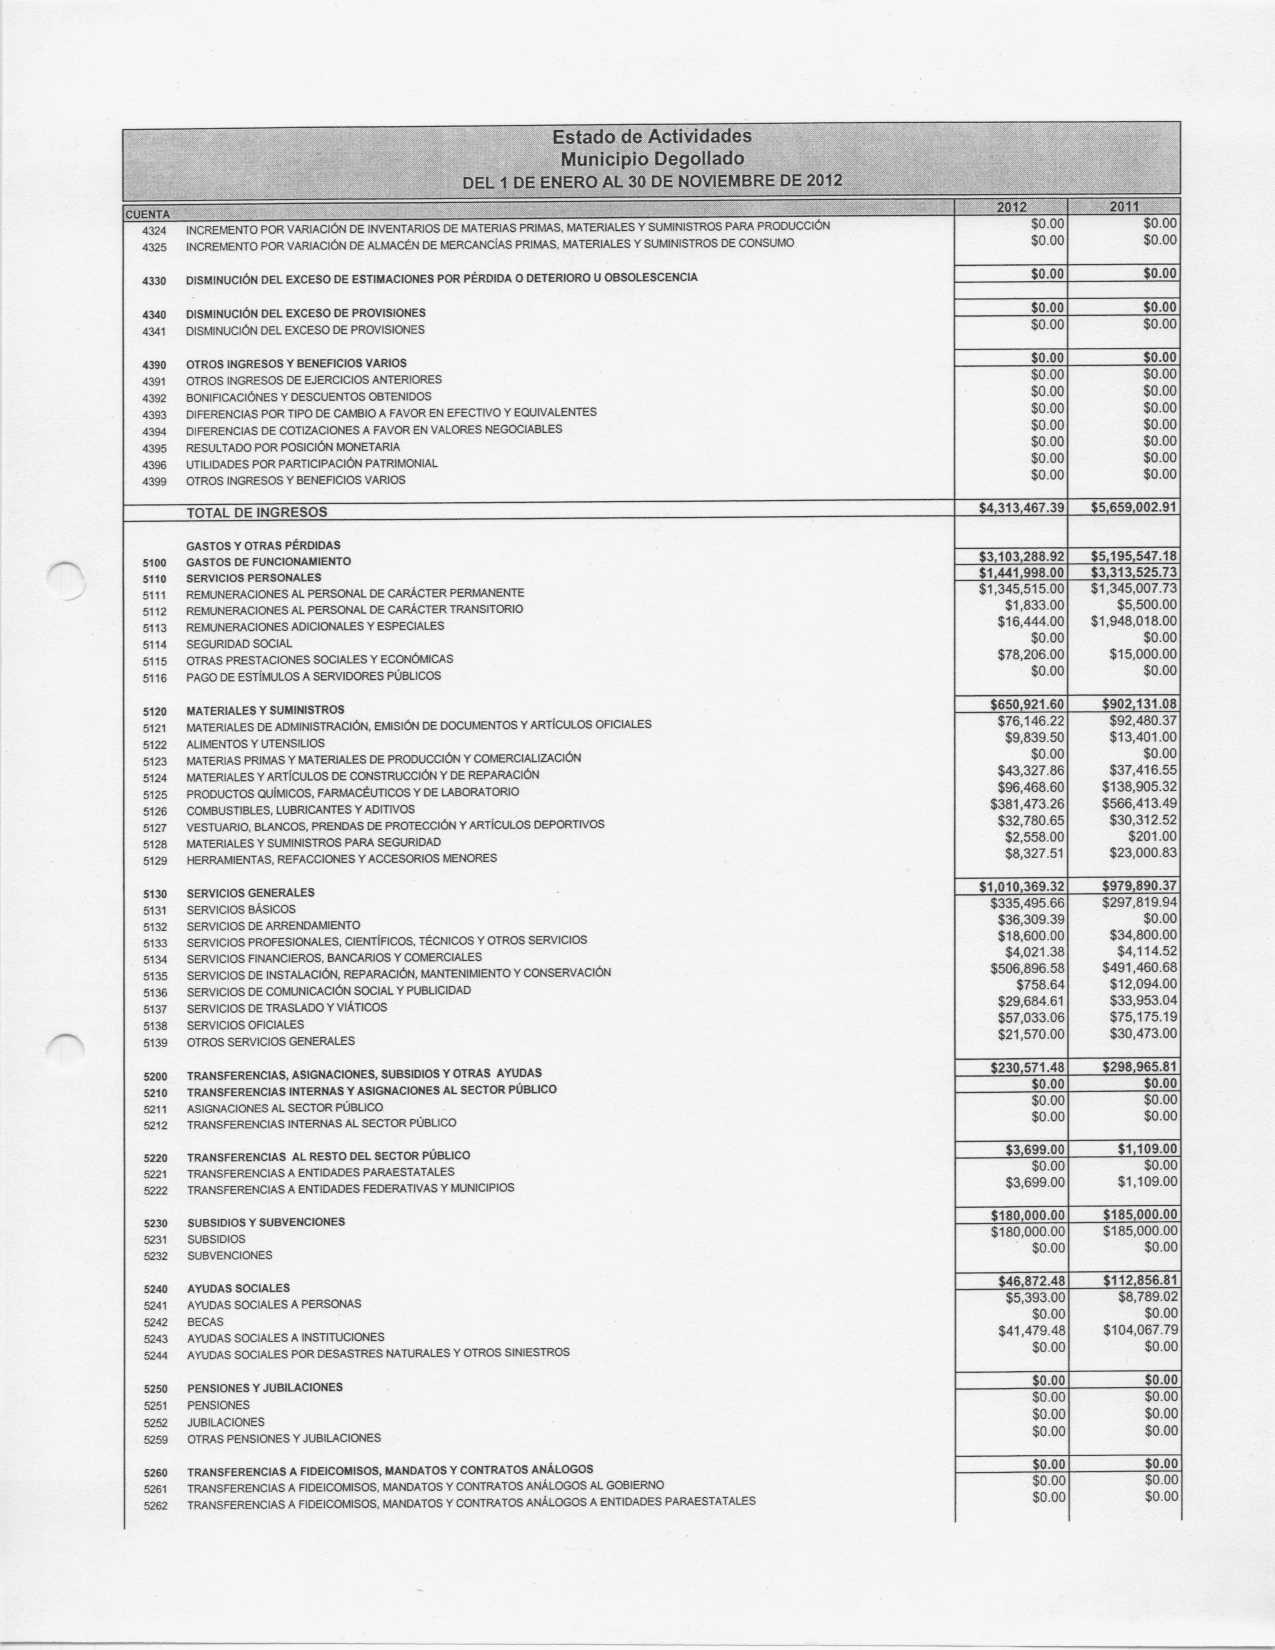 Estado de Actividades
Municipio Degollado
DEL 1 DE ENERO AL 30 DE NOVIEMBRE DE 2012
CUENTA 2012 2011
4324 INCREMENTO POR VARIACIÓN DE INVENTARIOS DE MATERIAS PRIMAS, MATERIALES Y SUMINISTROS PARA PRODUCCIÓN $0.00 $0.00
4325 INCREMENTO POR VARIACIÓN DE ALMACÉN DE MERCANCÍAS PRIMAS, MATERIALES Y SUMINISTROS DE CONSUMO $0.00 $0.00
4330 DISMINUCIÓN DEL EXCESO DE ESTIMACIONES POR PÉRDIDA O DETERIORO U OBSOLESCENCIA $0.00 $0.00
4340 DISMINUCIÓN DEL EXCESO DE PROVISIONES $0.00 $0.00
4341 DISMINUCIÓN DEL EXCESO DE PROVISIONES $0.00 $0.00
4390 OTROS INGRESOS Y BENEFICIOS VARIOS $0.00 $0.00
4391 OTROS INGRESOS DE EJERCICIOS ANTERIORES $0.00 $0.00
4392 BONIFICACIÓNES Y DESCUENTOS OBTENIDOS $0.00 $0.00
4393 DIFERENCIAS POR TIPO DE CAMBIO A FAVOR EN EFECTIVO Y EQUIVALENTES $0.00 $0.00
4394 DIFERENCIAS DE COTIZACIONES A FAVOR EN VALORES NEGOCIABLES $0.00 $0.00
4395 RESULTADO POR POSICIÓN MONETARIA $0.00 $0.00
4396 UTILIDADES POR PARTICIPACIÓN PATRIMONIAL $0.00 $0.00
4399 OTROS INGRESOS Y BENEFICIOS VARIOS $0.00 $0.00
TOTAL DE INGRESOS $4,313,467.39 $5,659,002.91
GASTOS Y OTRAS PÉRDIDAS
5100 GASTOS DE FUNCIONAMIENTO $3,103,288.92 $5,195,547.18
5110 SERVICIOS PERSONALES $1,441,998.00 $3,313,525.73
5111 REMUNERACIONES AL PERSONAL DE CARÁCTER PERMANENTE $1,345,515.00 $1,345,007.73
5112 REMUNERACIONES AL PERSONAL DE CARÁCTER TRANSITORIO $1,833.00 $5,500.00
5113 REMUNERACIONES ADICIONALES Y ESPECIALES $16,444.00 $1,948,018.00
5114 SEGURIDAD SOCIAL $0.00 $0.00
5115 OTRAS PRESTACIONES SOCIALES Y ECONÓMICAS $78,206.00 $15,000.00
5116 PAGO DE ESTÍMULOS A SERVIDORES PÚBLICOS $0.00 $0.00
5120 MATERIALES Y SUMINISTROS $650,921.60 $902,131.08
5121 MATERIALES DE ADMINISTRACIÓN, EMISIÓN DE DOCUMENTOS Y ARTÍCULOS OFICIALES $76,146.22 $92,480.37
5122 ALIMENTOS Y UTENSILIOS $9,839.50 $13,401.00
5123 MATERIAS PRIMAS Y MATERIALES DE PRODUCCIÓN Y COMERCIALIZACIÓN $0.00 $0.00
5124 MATERIALES Y ARTÍCULOS DE CONSTRUCCIÓN Y DE REPARACIÓN $43,327.86 $37,416.55
5125 PRODUCTOS QUÍMICOS, FARMACÉUTICOS Y DE LABORATORIO $96,468.60 $138,905.32
5126 COMBUSTIBLES, LUBRICANTES Y ADITIVOS $381,473.26 $566,413.49
5127 VESTUARIO, BLANCOS, PRENDAS DE PROTECCIÓN Y ARTÍCULOS DEPORTIVOS $32,780.65 $30,312.52
5128 MATERIALES Y SUMINISTROS PARA SEGURIDAD $2,558.00 $201.00
5129 HERRAMIENTAS, REFACCIONES Y ACCESORIOS MENORES $8,327.51 $23,000.83
5130 SERVICIOS GENERALES $1,010,369.32 $979,890.37
5131 SERVICIOS BÁSICOS $335,495.66 $297,819.94
5132 SERVICIOS DE ARRENDAMIENTO $36,309.39 $0.00
5133 SERVICIOS PROFESIONALES, CIENTÍFICOS, TÉCNICOS Y OTROS SERVICIOS $18,600.00 $34,800.00
5134 SERVICIOS FINANCIEROS, BANCARIOS Y COMERCIALES $4,021.38 $4,114.52
5135 SERVICIOS DE INSTALACIÓN, REPARACIÓN, MANTENIMIENTO Y CONSERVACIÓN $506,896.58 $491,460.68
5136 SERVICIOS DE COMUNICACIÓN SOCIAL Y PUBLICIDAD $758.64 $12,094.00
5137 SERVICIOS DE TRASLADO Y VIÁTICOS $29,684.61 $33,953.04
5138 SERVICIOS OFICIALES $57,033.06 $75,175.19
5139 OTROS SERVICIOS GENERALES $21,570.00 $30,473.00
5200 TRANSFERENCIAS, ASIGNACIONES, SUBSIDIOS Y OTRAS AYUDAS $230,571.48 $298,965.81
5210 TRANSFERENCIAS INTERNAS Y ASIGNACIONES AL SECTOR PÚBLICO $0.00 $0.00
5211 ASIGNACIONES AL SECTOR PÚBLICO $0.00 $0.00
5212 TRANSFERENCIAS INTERNAS AL SECTOR PÚBLICO $0.00 $0.00
5220 TRANSFERENCIAS AL RESTO DEL SECTOR PÚBLICO $3,699.00 $1,109.00
5221 TRANSFERENCIAS A ENTIDADES PARAESTATALES $0.00 $0.00
5222 TRANSFERENCIAS A ENTIDADES FEDERATIVAS Y MUNICIPIOS $3,699.00 $1,109.00
5230 SUBSIDIOS Y SUBVENCIONES $180,000.00 $185,000.00
5231 SUBSIDIOS $180,000.00 $185,000.00
5232 SUBVENCIONES $0.00 $0.00
5240 AYUDAS SOCIALES $46,872.48 $112,856.81
5241 AYUDAS SOCIALES A PERSONAS $5,393.00 $8,789.02
5242 BECAS $0.00 $0.00
5243 AYUDAS SOCIALES A INSTITUCIONES $41,479.48 $104,067.79
5244 AYUDAS SOCIALES POR DESASTRES NATURALES Y OTROS SINIESTROS $0.00 $0.00
5250 PENSIONES Y JUBILACIONES $0.00 $0.00
5251 PENSIONES $0.00 $0.00
5252 JUBILACIONES $0.00 $0.00
5259 OTRAS PENSIONES Y JUBILACIONES $0.00 $0.00
5260 TRANSFERENCIAS A FIDEICOMISOS, MANDATOS Y CONTRATOS ANÁLOGOS $0.00 $0.00
5261 TRANSFERENCIAS A FIDEICOMISOS, MANDATOS Y CONTRATOS ANÁLOGOS AL GOBIERNO $0.00 $0.00
5262 TRANSFERENCIAS A FIDEICOMISOS, MANDATOS Y CONTRATOS ANÁLOGOS A ENTIDADES PARAESTATALES $0.00 $0.00